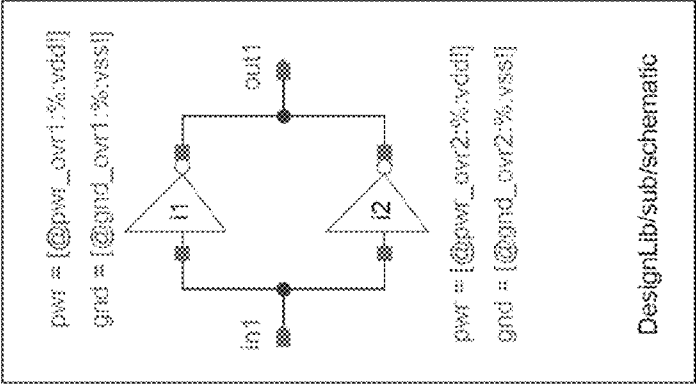 pwr = [@pwr_ovr1:%:vdd!]
gnd = [@gnd_ovr1:%:vss!]
out1
i1
i2
in1
pwr = [@pwr_ovr2:%:vdd!]
gnd = [@gnd_ovr2:%:vss!]
DesignLib/sub/schematic